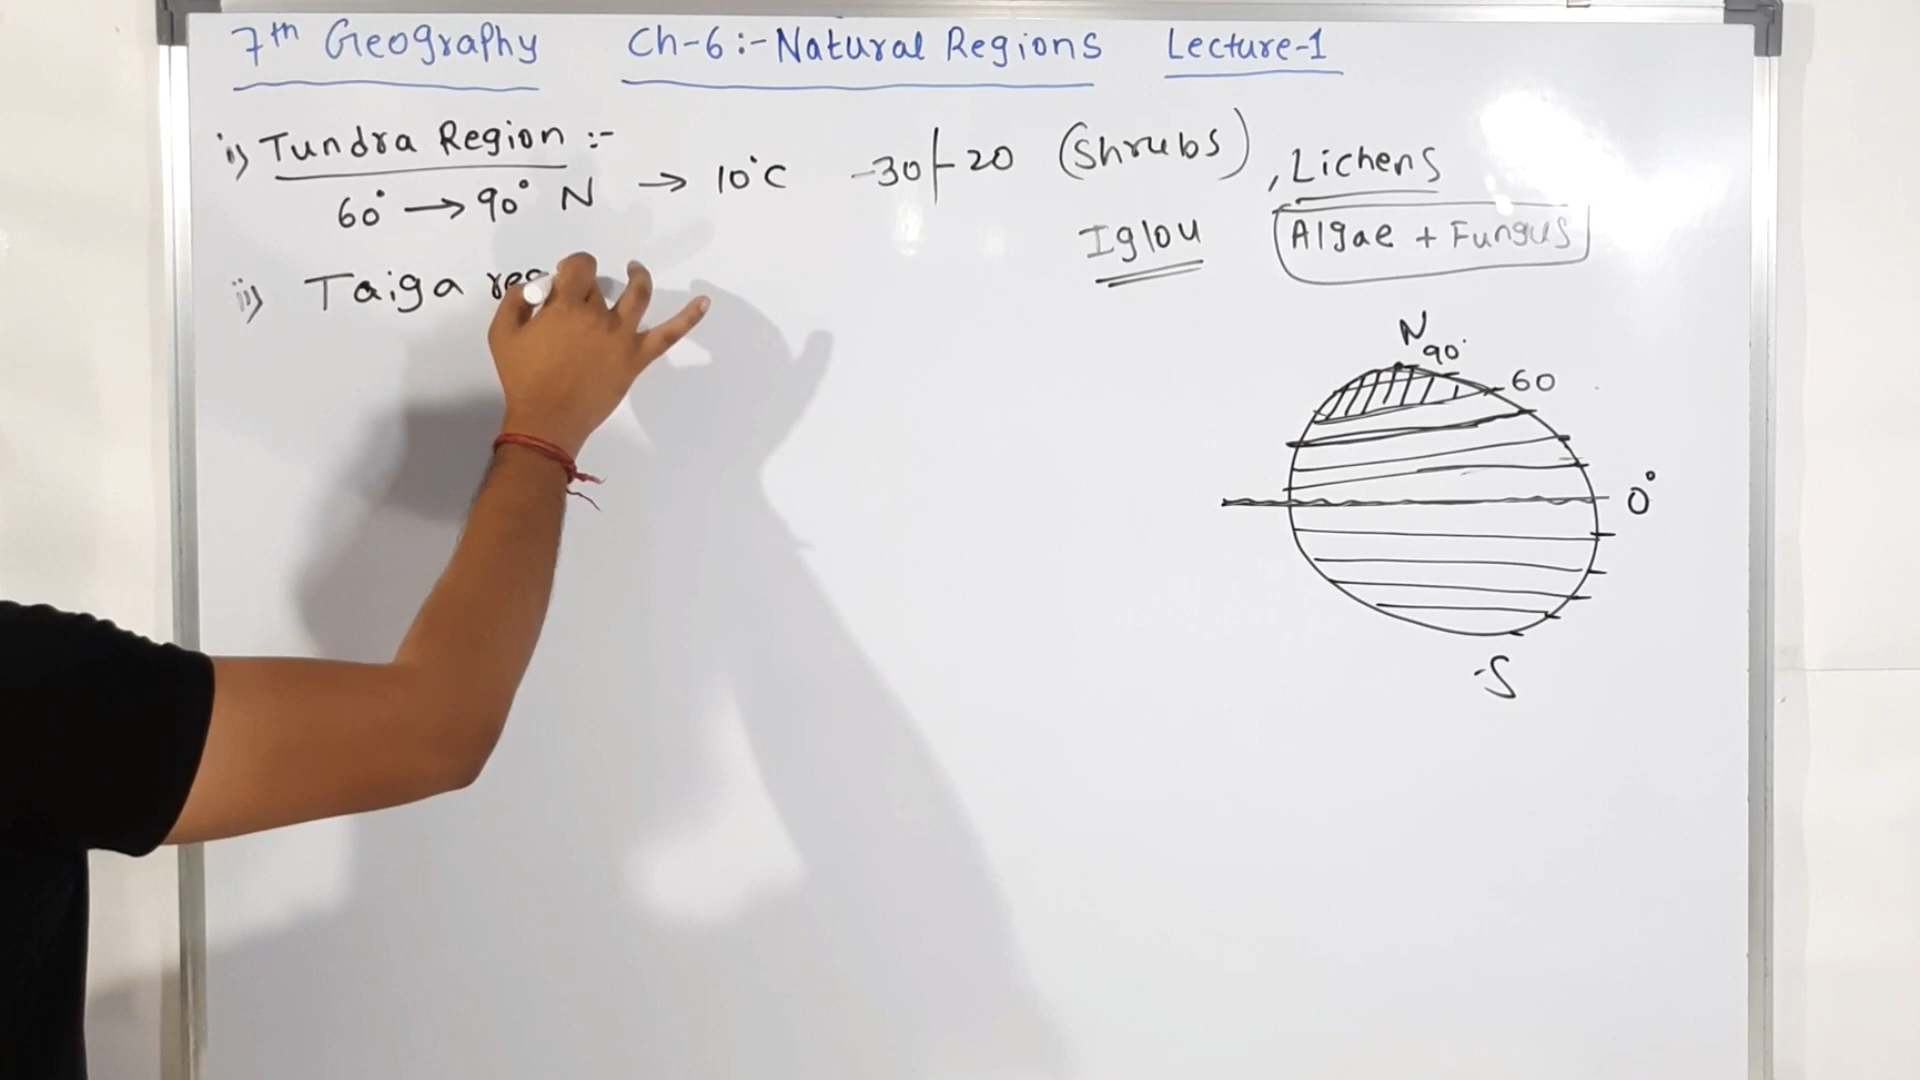 7th Geography Ch-6:- Natural Regions Lecture-1
i) Tundra Region :-
60° → 90° N → 10°C -30/-20 (Shrubs) , Lichens
Iglou Algae + Fungus
ii) Taiga reg
N
90°
60
0°
S